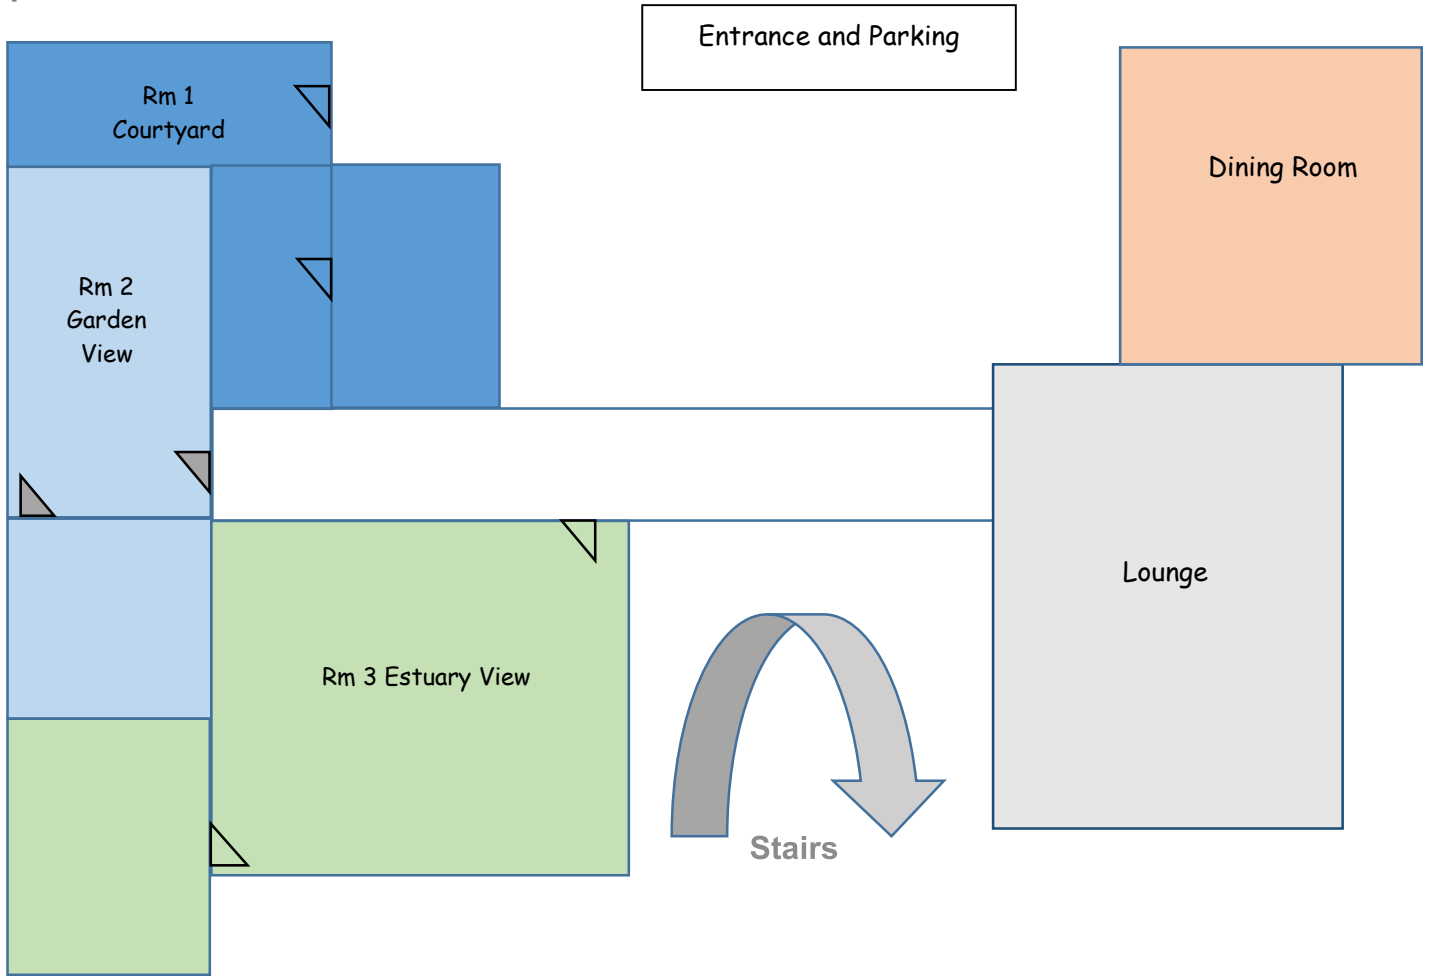 Entrance and Parking
Rm 1
Courtyard
Dining Room
Rm 2
Garden
View
Lounge
Rm 3 Estuary View
Stairs